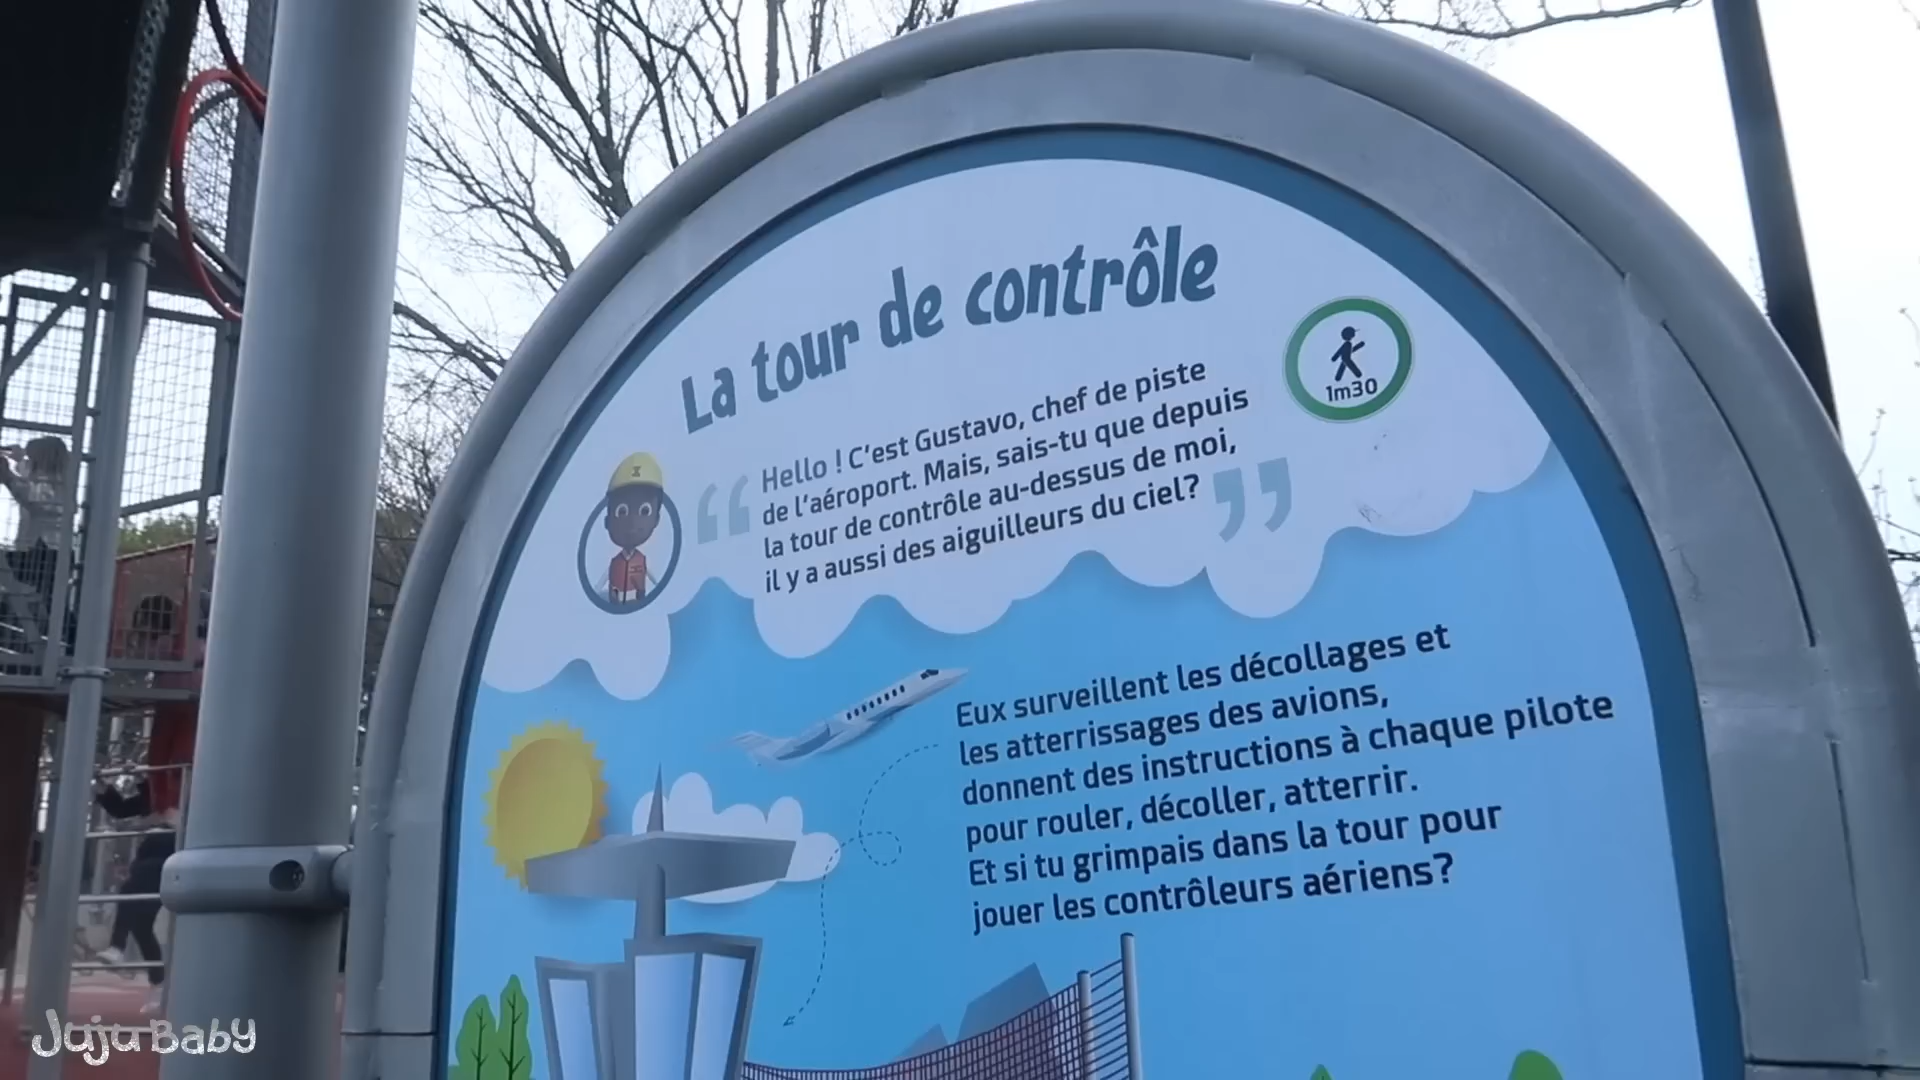 La tour de contrôle
1m30
Hello ! C'est Gustavo, chef de piste
de l'aéroport. Mais, sais-tu que depuis
la tour de contrôle au-dessus de moi,
il y a aussi des aiguilleurs du ciel?
Eux surveillent les décollages et
les atterrissages des avions,
donnent des instructions à chaque pilote
pour rouler, décoller, atterrir.
Et si tu grimpais dans la tour pour
jouer les contrôleurs aériens?
JuJu BaBy